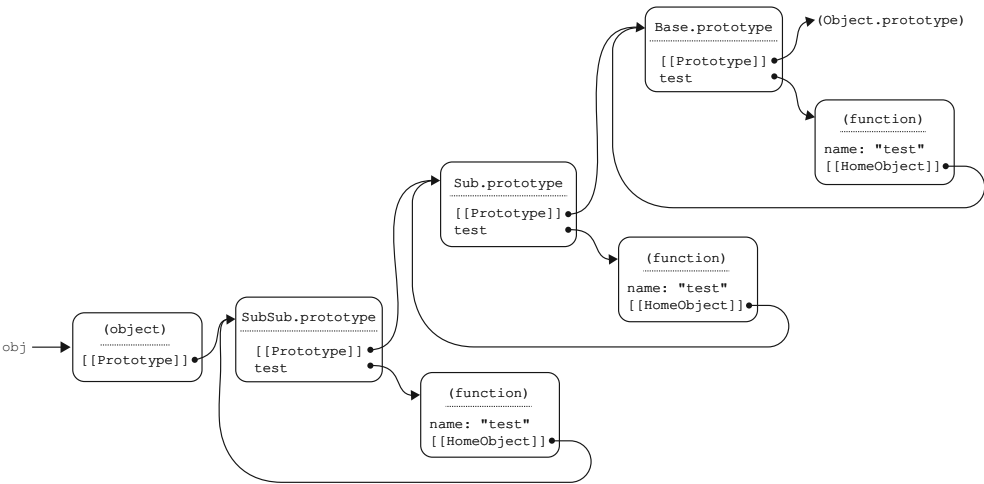 Base.prototype
[[Prototype]]
test
(Object.prototype)
(function)
name: "test"
[[HomeObject]]
Sub.prototype
[[Prototype]]
test
(function)
name: "test"
[[HomeObject]]
SubSub.prototype
[[Prototype]]
test
(function)
name: "test"
[[HomeObject]]
obj
(object)
[[Prototype]]